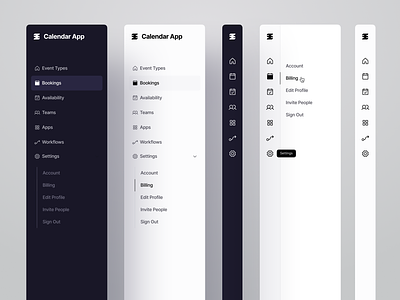 Calendar App
Event Types
Bookings
Availability
Teams
Apps
Workflows
Settings
Account
Billing
Edit Profile
Invite People
Sign Out
Calendar App
Event Types
Bookings
Availability
Teams
Apps
Workflows
Settings
Account
Billing
Edit Profile
Invite People
Sign Out
Account
Billing
Edit Profile
Invite People
Sign Out
Settings